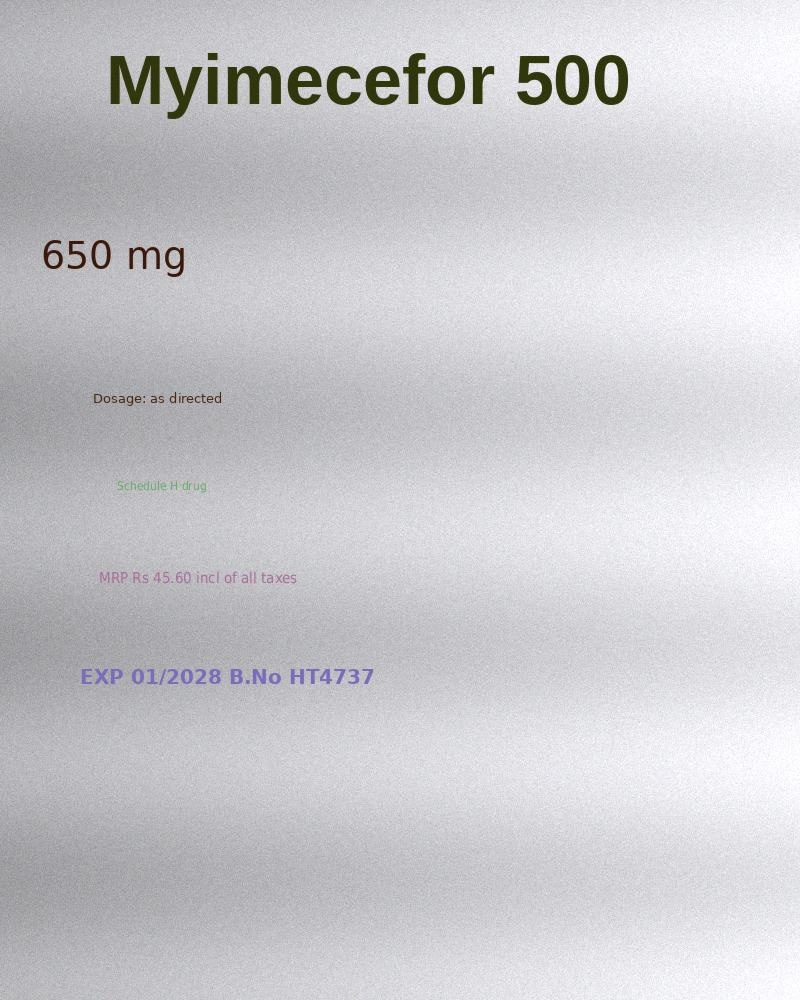 Myimecefor 500
650 mg
Dosage: as directed
Schedule H drug
MRP Rs 45.60 incl of all taxes
EXP 01/2028 B.No HT4737